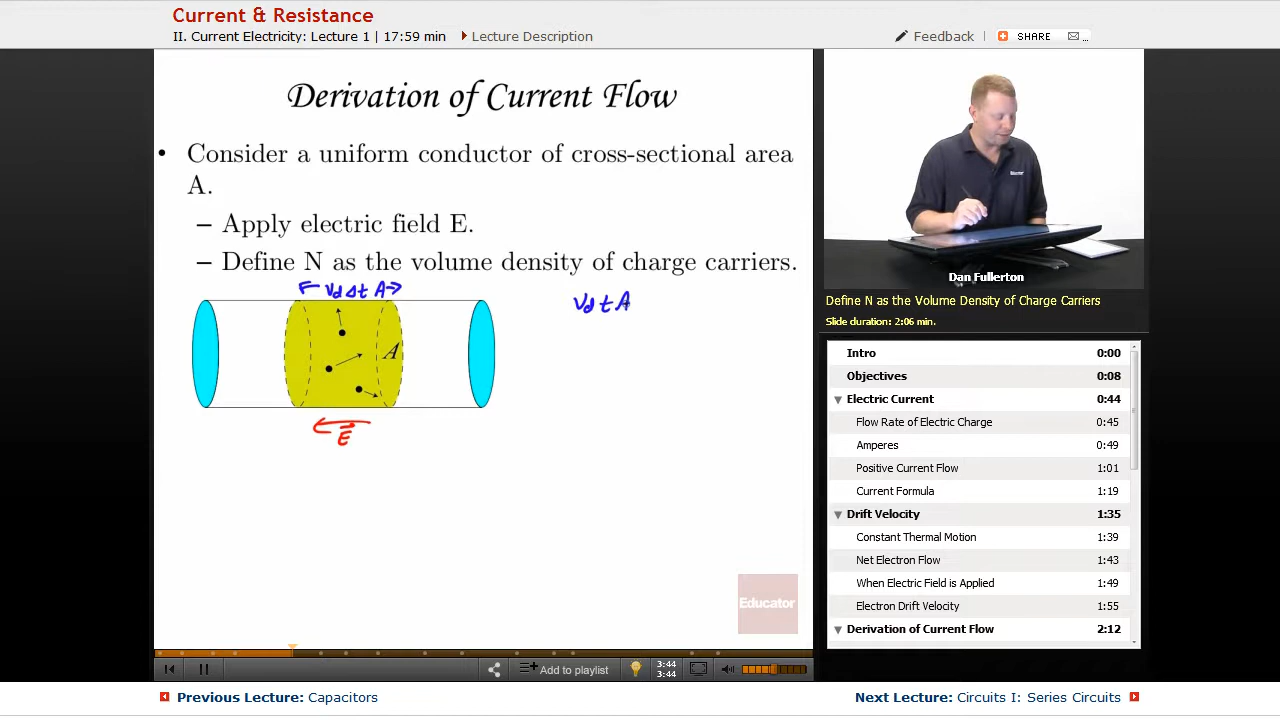 Current & Resistance
II. Current Electricity: Lecture 1 | 17:59 min Lecture Description
Feedback | SHARE ...
Derivation of Current Flow
• Consider a uniform conductor of cross-sectional area
A.
– Apply electric field E.
– Define N as the volume density of charge carriers.
Vd Δt A
Vd t A
A
E
Educator
Educator
Dan Fullerton
Define N as the Volume Density of Charge Carriers
Slide duration: 2:06 min.
Intro 0:00
Objectives 0:08
Electric Current 0:44
Flow Rate of Electric Charge 0:45
Amperes 0:49
Positive Current Flow 1:01
Current Formula 1:19
Drift Velocity 1:35
Constant Thermal Motion 1:39
Net Electron Flow 1:43
When Electric Field is Applied 1:49
Electron Drift Velocity 1:55
Derivation of Current Flow 2:12
Add to playlist
3:44
3:44
Previous Lecture: Capacitors
Next Lecture: Circuits I: Series Circuits